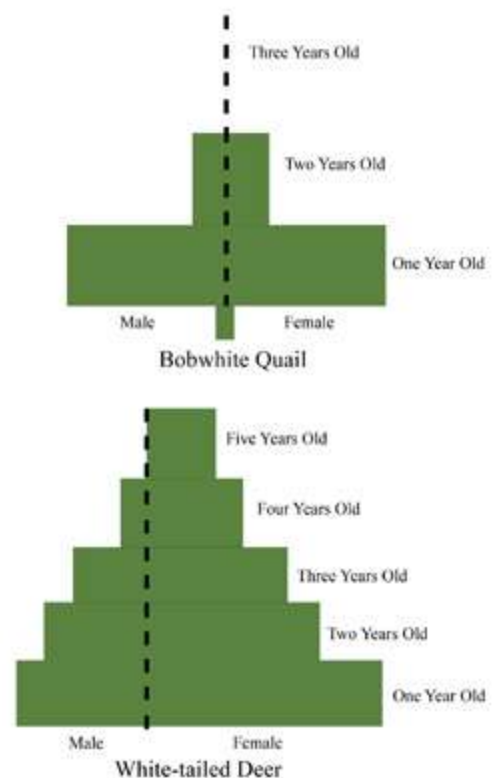 Three Years Old
Two Years Old
One Year Old
Male Female
Bobwhite Quail
Five Years Old
Four Years Old
Three Years Old
Two Years Old
One Year Old
Male Female
White-tailed Deer